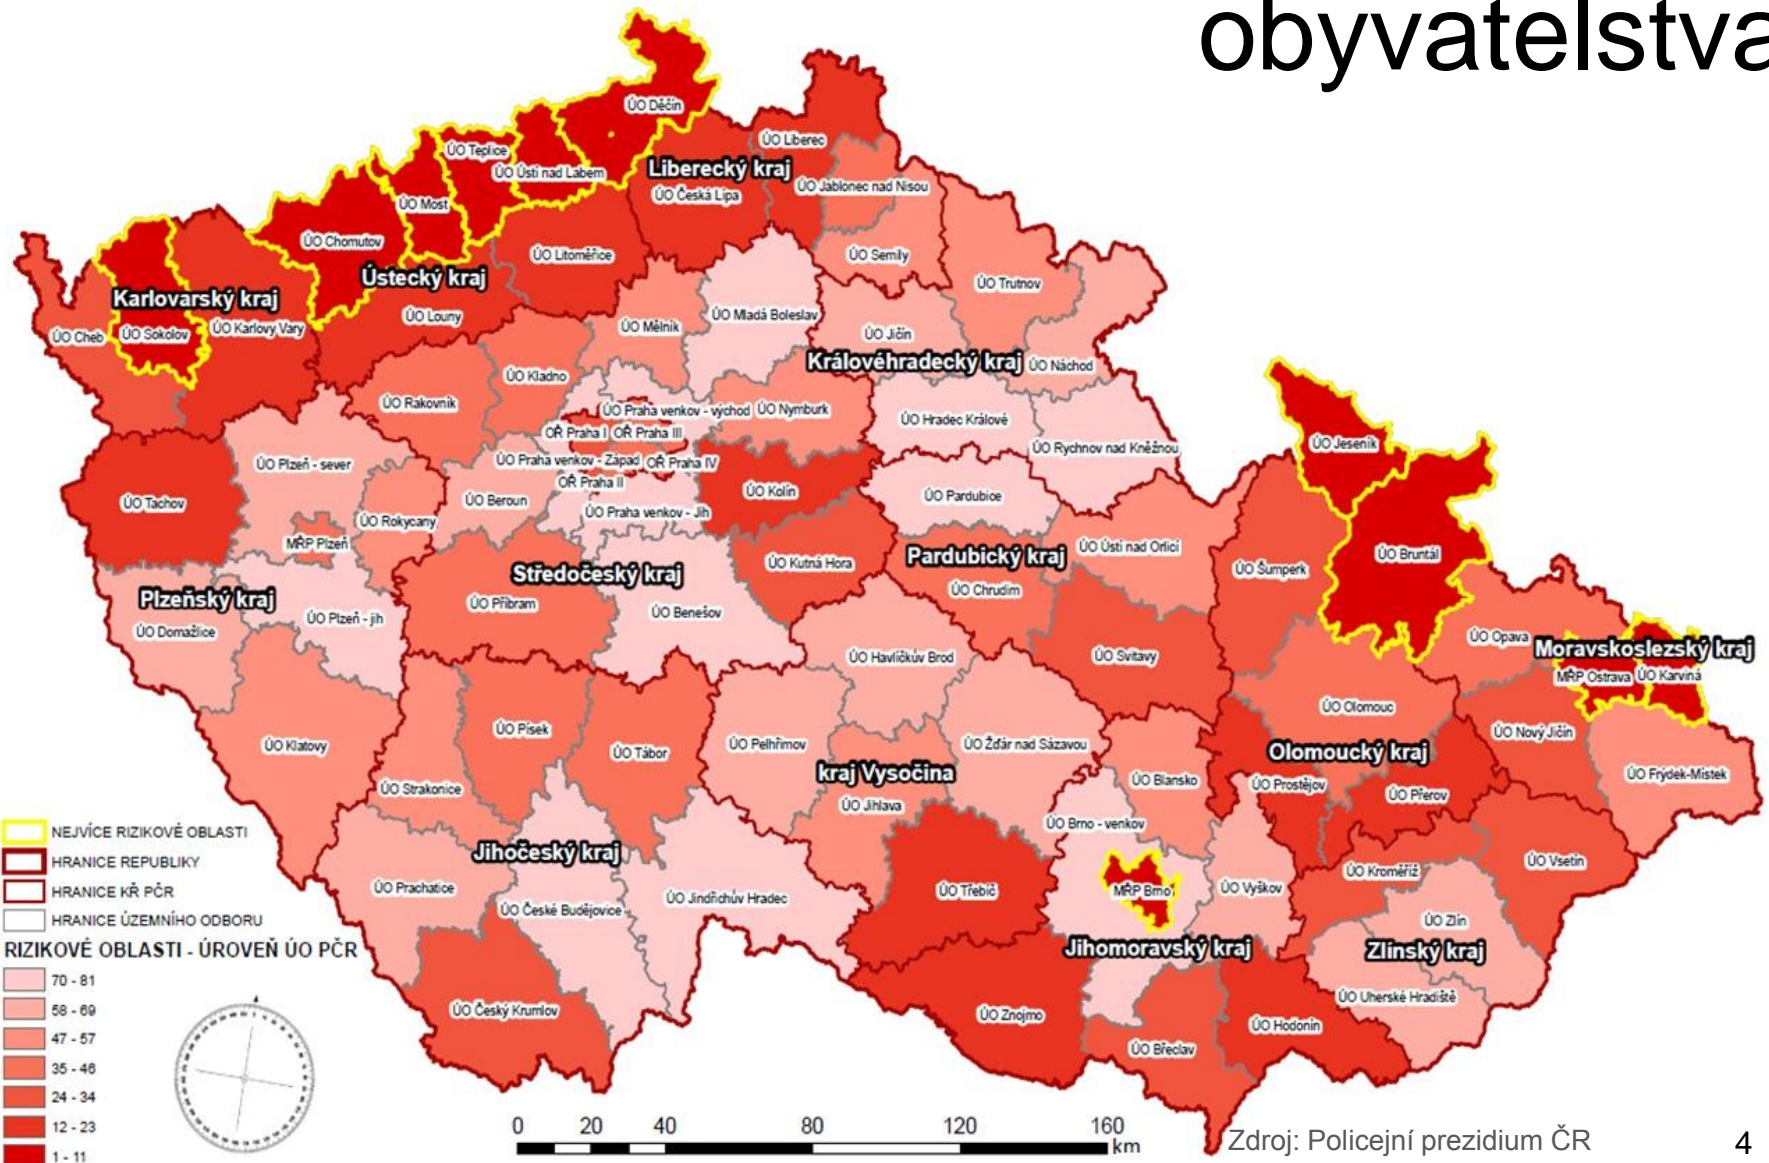 obyvatelstva
ÚO Děčín
ÚO Liberec
ÚO Teplice
Liberecký kraj
ÚO Ústí nad Labem
ÚO Jablonec nad Nisou
ÚO Česká Lípa
ÚO Most
ÚO Chomutov
ÚO Litoměřice
ÚO Semily
Ústecký kraj
ÚO Trutnov
Karlovarský kraj
ÚO Louny
ÚO Mladá Boleslav
ÚO Mělník
ÚO Cheb
ÚO Sokolov
ÚO Karlovy Vary
ÚO Jičín
Královéhradecký kraj
ÚO Náchod
ÚO Kladno
ÚO Rakovník
ÚO Praha venkov - východ
ÚO Nymburk
ÚO Hradec Králové
OŘ Praha I
OŘ Praha III
ÚO Jeseník
ÚO Rychnov nad Kněžnou
ÚO Plzeň - sever
ÚO Praha venkov - Západ
OŘ Praha IV
OŘ Praha II
ÚO Kolín
ÚO Pardubice
ÚO Tachov
ÚO Beroun
ÚO Praha venkov - Jih
ÚO Rokycany
MŘP Plzeň
ÚO Ústí nad Orlicí
ÚO Bruntál
Pardubický kraj
ÚO Kutná Hora
ÚO Šumperk
Středočeský kraj
ÚO Chrudim
Plzeňský kraj
ÚO Příbram
ÚO Benešov
ÚO Plzeň - jih
ÚO Domažlice
ÚO Opava
Moravskoslezský kraj
ÚO Havlíčkův Brod
ÚO Svitavy
MŘP Ostrava
ÚO Karviná
ÚO Olomouc
ÚO Písek
ÚO Nový Jičín
ÚO Klatovy
ÚO Pelhřimov
ÚO Žďár nad Sázavou
ÚO Tábor
Olomoucký kraj
kraj Vysočina
ÚO Frýdek-Místek
ÚO Blansko
ÚO Prostějov
ÚO Strakonice
ÚO Přerov
ÚO Jihlava
ÚO Brno - venkov
Jihočeský kraj
ÚO Vsetín
ÚO Kroměříž
ÚO Prachatice
ÚO Třebíč
MŘP Brno
ÚO Vyškov
ÚO Jindřichův Hradec
ÚO České Budějovice
ÚO Zlín
Jihomoravský kraj
Zlínský kraj
ÚO Uherské Hradiště
ÚO Český Krumlov
ÚO Znojmo
ÚO Hodonín
ÚO Břeclav
NEJVÍCE RIZIKOVÉ OBLASTI
HRANICE REPUBLIKY
HRANICE KŘ PČR
HRANICE ÚZEMNÍHO ODBORU
RIZIKOVÉ OBLASTI - ÚROVEŇ ÚO PČR
70 - 81
58 - 69
47 - 57
35 - 46
24 - 34
12 - 23
1 - 11
0 20 40 80 120 160
km
Zdroj: Policejní prezidium ČR
4